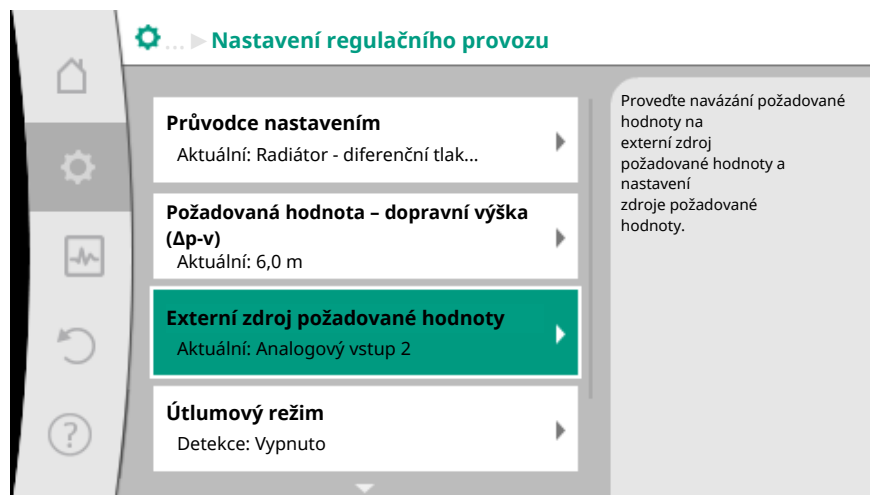 ... ▶ Nastavení regulačního provozu
Průvodce nastavením
Aktuální: Radiátor - diferenční tlak...
Požadovaná hodnota – dopravní výška
(Δp-v)
Aktuální: 6,0 m
Externí zdroj požadované hodnoty
Aktuální: Analogový vstup 2
Útlumový režim
Detekce: Vypnuto
Proveďte navázání požadované
hodnoty na
externí zdroj
požadované hodnoty a
nastavení
zdroje požadované
hodnoty.
?